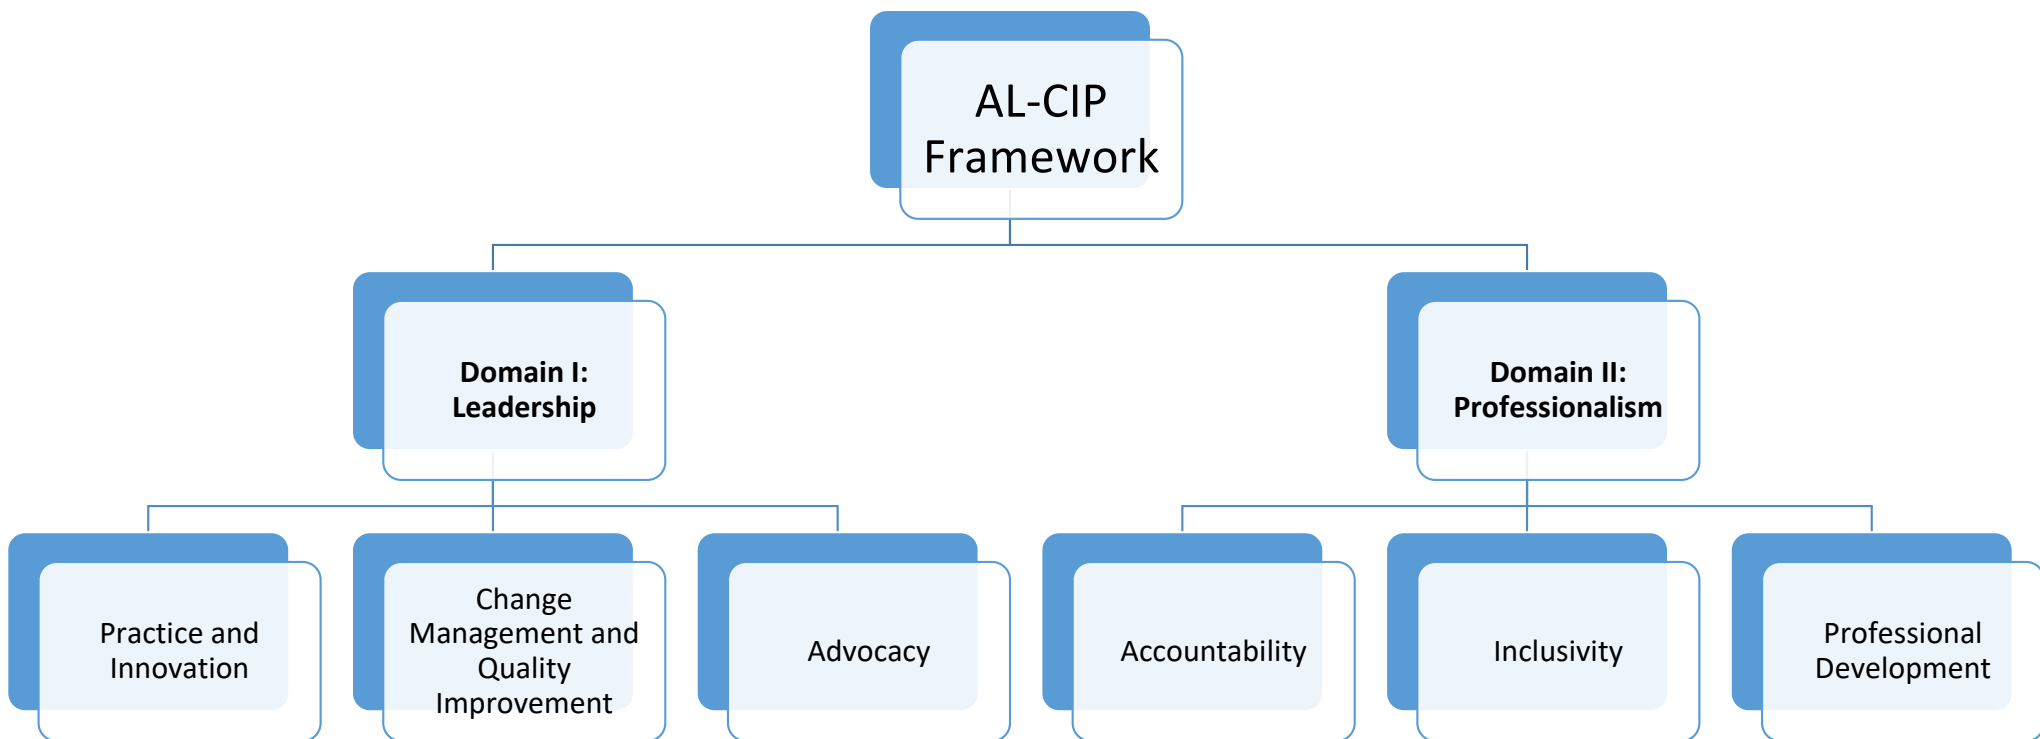 AL-CIP
Framework
Domain I:
Leadership
Domain II:
Professionalism
Practice and
Innovation
Change
Management and
Quality
Improvement
Advocacy
Accountability
Inclusivity
Professional
Development